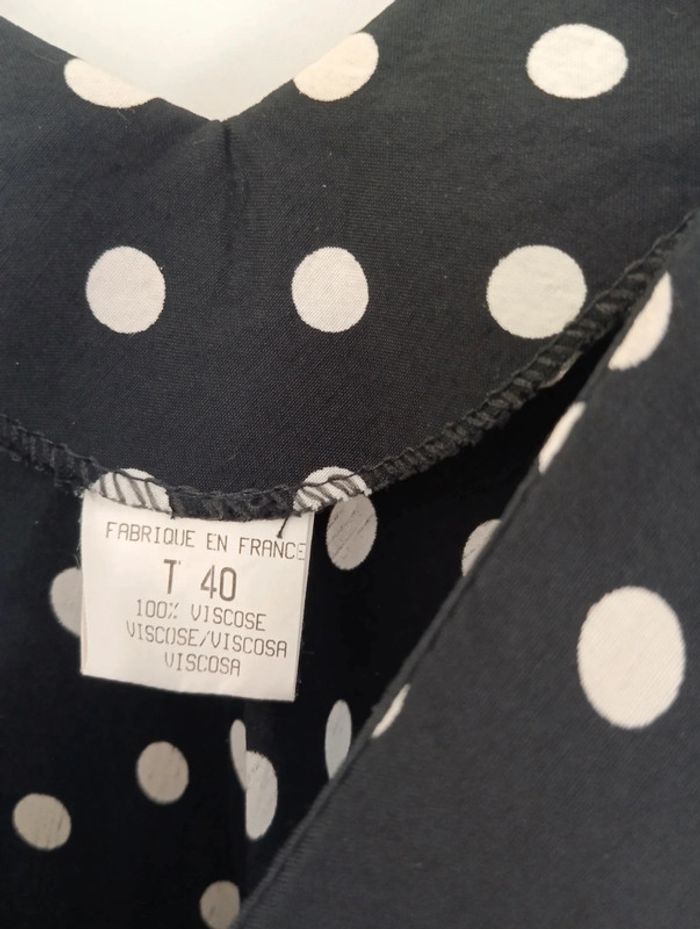 FABRIQUE EN FRANCE
T 40
100% VISCOSE
VISCOSE/VISCOSA
VISCOSA